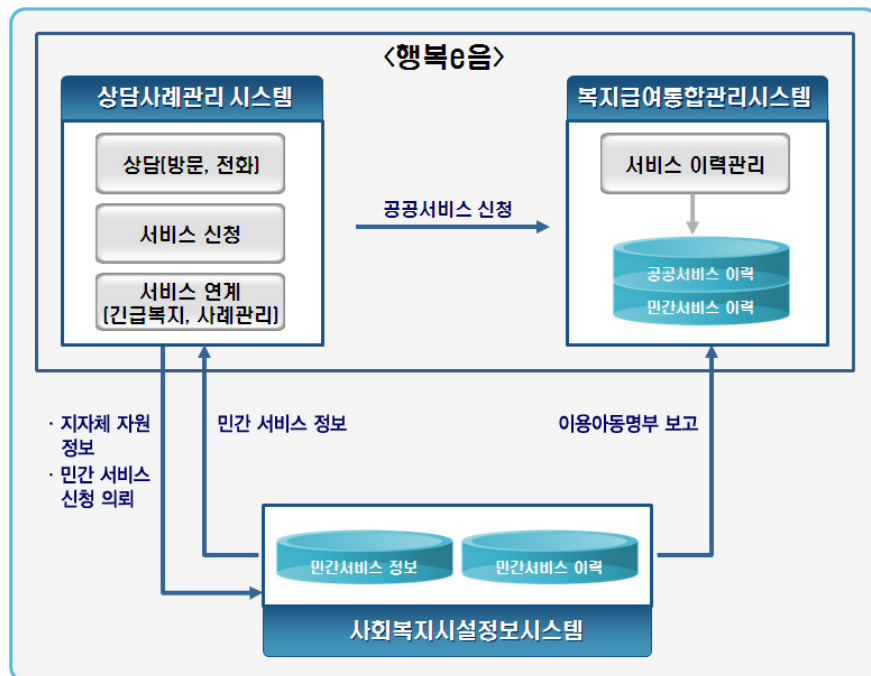 <행복e음>
상담사례관리 시스템
상담(방문, 전화)
서비스 신청
서비스 연계
(긴급복지, 사례관리)
공공서비스 신청
복지급여통합관리시스템
서비스 이력관리
공공서비스 이력
민간서비스 이력
· 지자체 자원
정보
· 민간 서비스
신청 의뢰
민간 서비스 정보
이용아동명부 보고
민간서비스 정보
민간서비스 이력
사회복지시설정보시스템